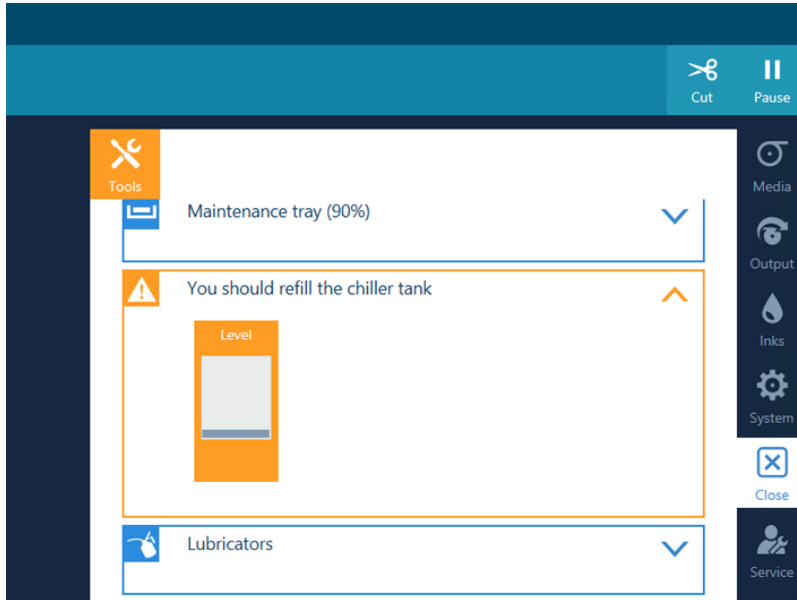 Cut
Pause
Tools
Media
Maintenance tray (90%)
Output
You should refill the chiller tank
Level
Inks
System
Close
Lubricators
Service